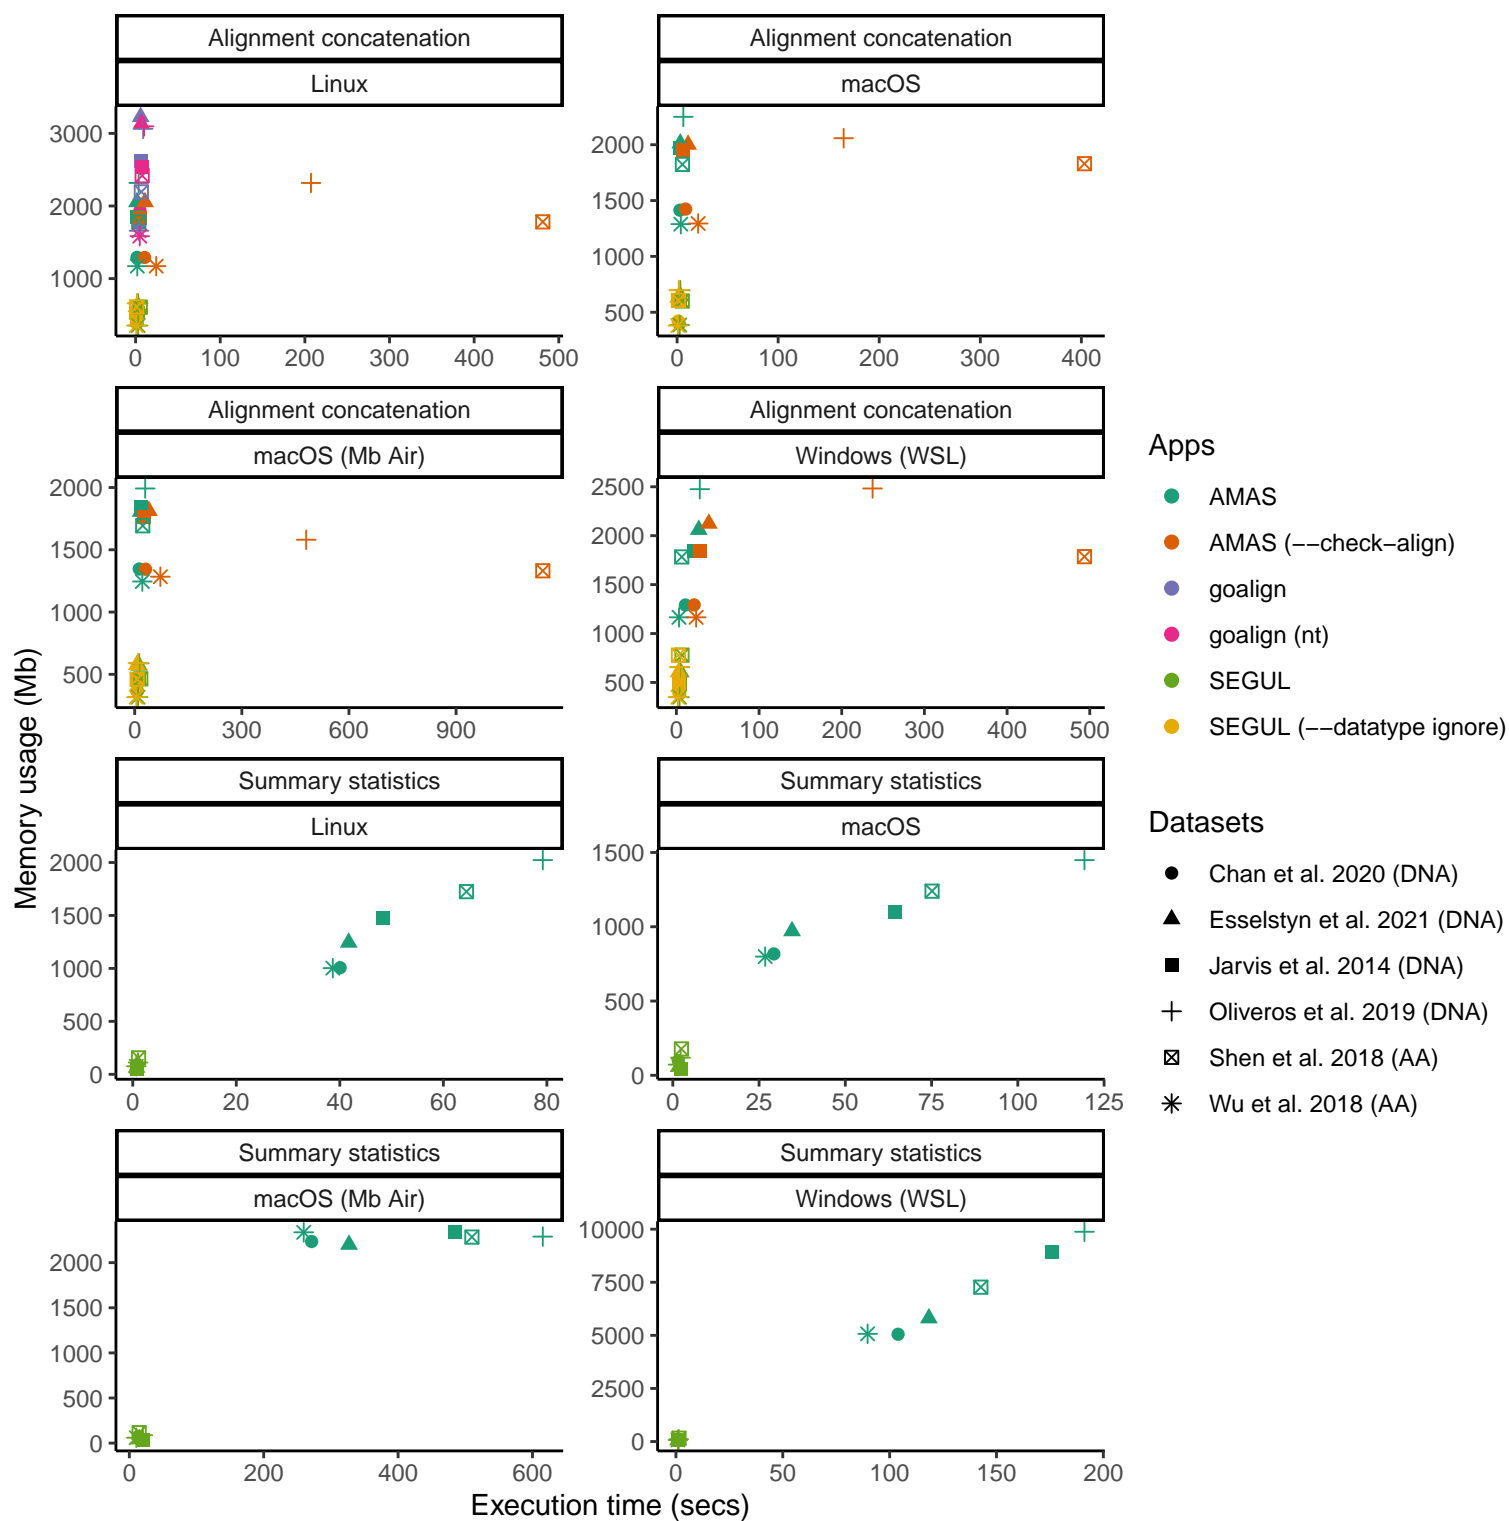 Alignment concatenation
Linux
3000
2000
1000
0 100 200 300 400 500
Alignment concatenation
macOS
2000
1500
1000
500
0 100 200 300 400
Alignment concatenation
macOS (Mb Air)
2000
1500
1000
500
0 300 600 900
Alignment concatenation
Windows (WSL)
2500
2000
1500
1000
500
0 100 200 300 400 500
Summary statistics
Linux
2000
1500
1000
500
0
0 20 40 60 80
Summary statistics
macOS
1500
1000
500
0
0 25 50 75 100 125
Summary statistics
macOS (Mb Air)
2000
1500
1000
500
0
0 200 400 600
Summary statistics
Windows (WSL)
10000
7500
5000
2500
0
0 50 100 150 200
Memory usage (Mb)
Execution time (secs)
Apps
AMAS
AMAS (−−check−align)
goalign
goalign (nt)
SEGUL
SEGUL (−−datatype ignore)
Datasets
Chan et al. 2020 (DNA)
Esselstyn et al. 2021 (DNA)
Jarvis et al. 2014 (DNA)
Oliveros et al. 2019 (DNA)
Shen et al. 2018 (AA)
Wu et al. 2018 (AA)